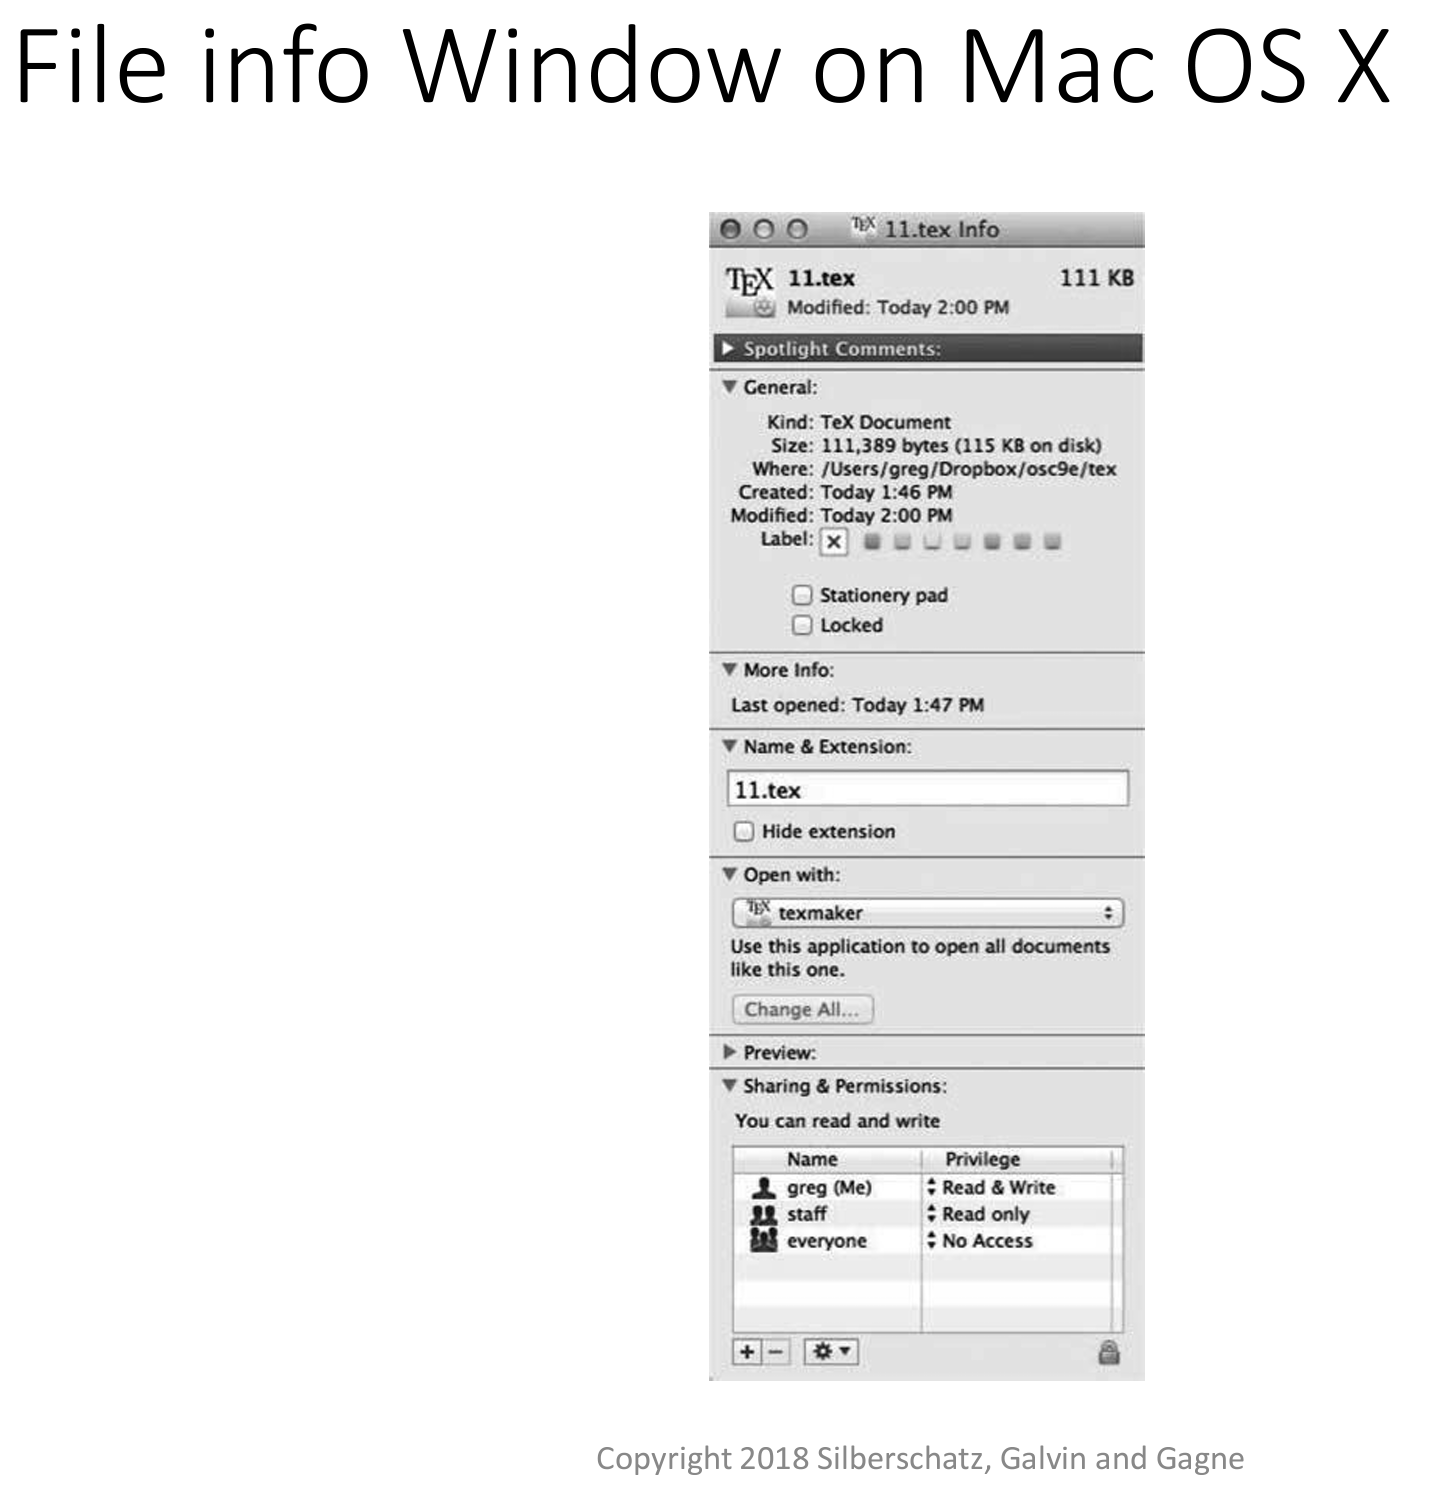 File info Window on Mac OS X
TEX 11.tex Info
TEX 11.tex 111 KB
Modified: Today 2:00 PM
Spotlight Comments:
General:
Kind: TeX Document
Size: 111,389 bytes (115 KB on disk)
Where: /Users/greg/Dropbox/osc9e/tex
Created: Today 1:46 PM
Modified: Today 2:00 PM
Label: x
Stationery pad
Locked
More Info:
Last opened: Today 1:47 PM
Name & Extension:
11.tex
Hide extension
Open with:
TEX texmaker
Use this application to open all documents
like this one.
Change All...
Preview:
Sharing & Permissions:
You can read and write
Name Privilege
greg (Me) Read & Write
staff Read only
everyone No Access
Copyright 2018 Silberschatz, Galvin and Gagne